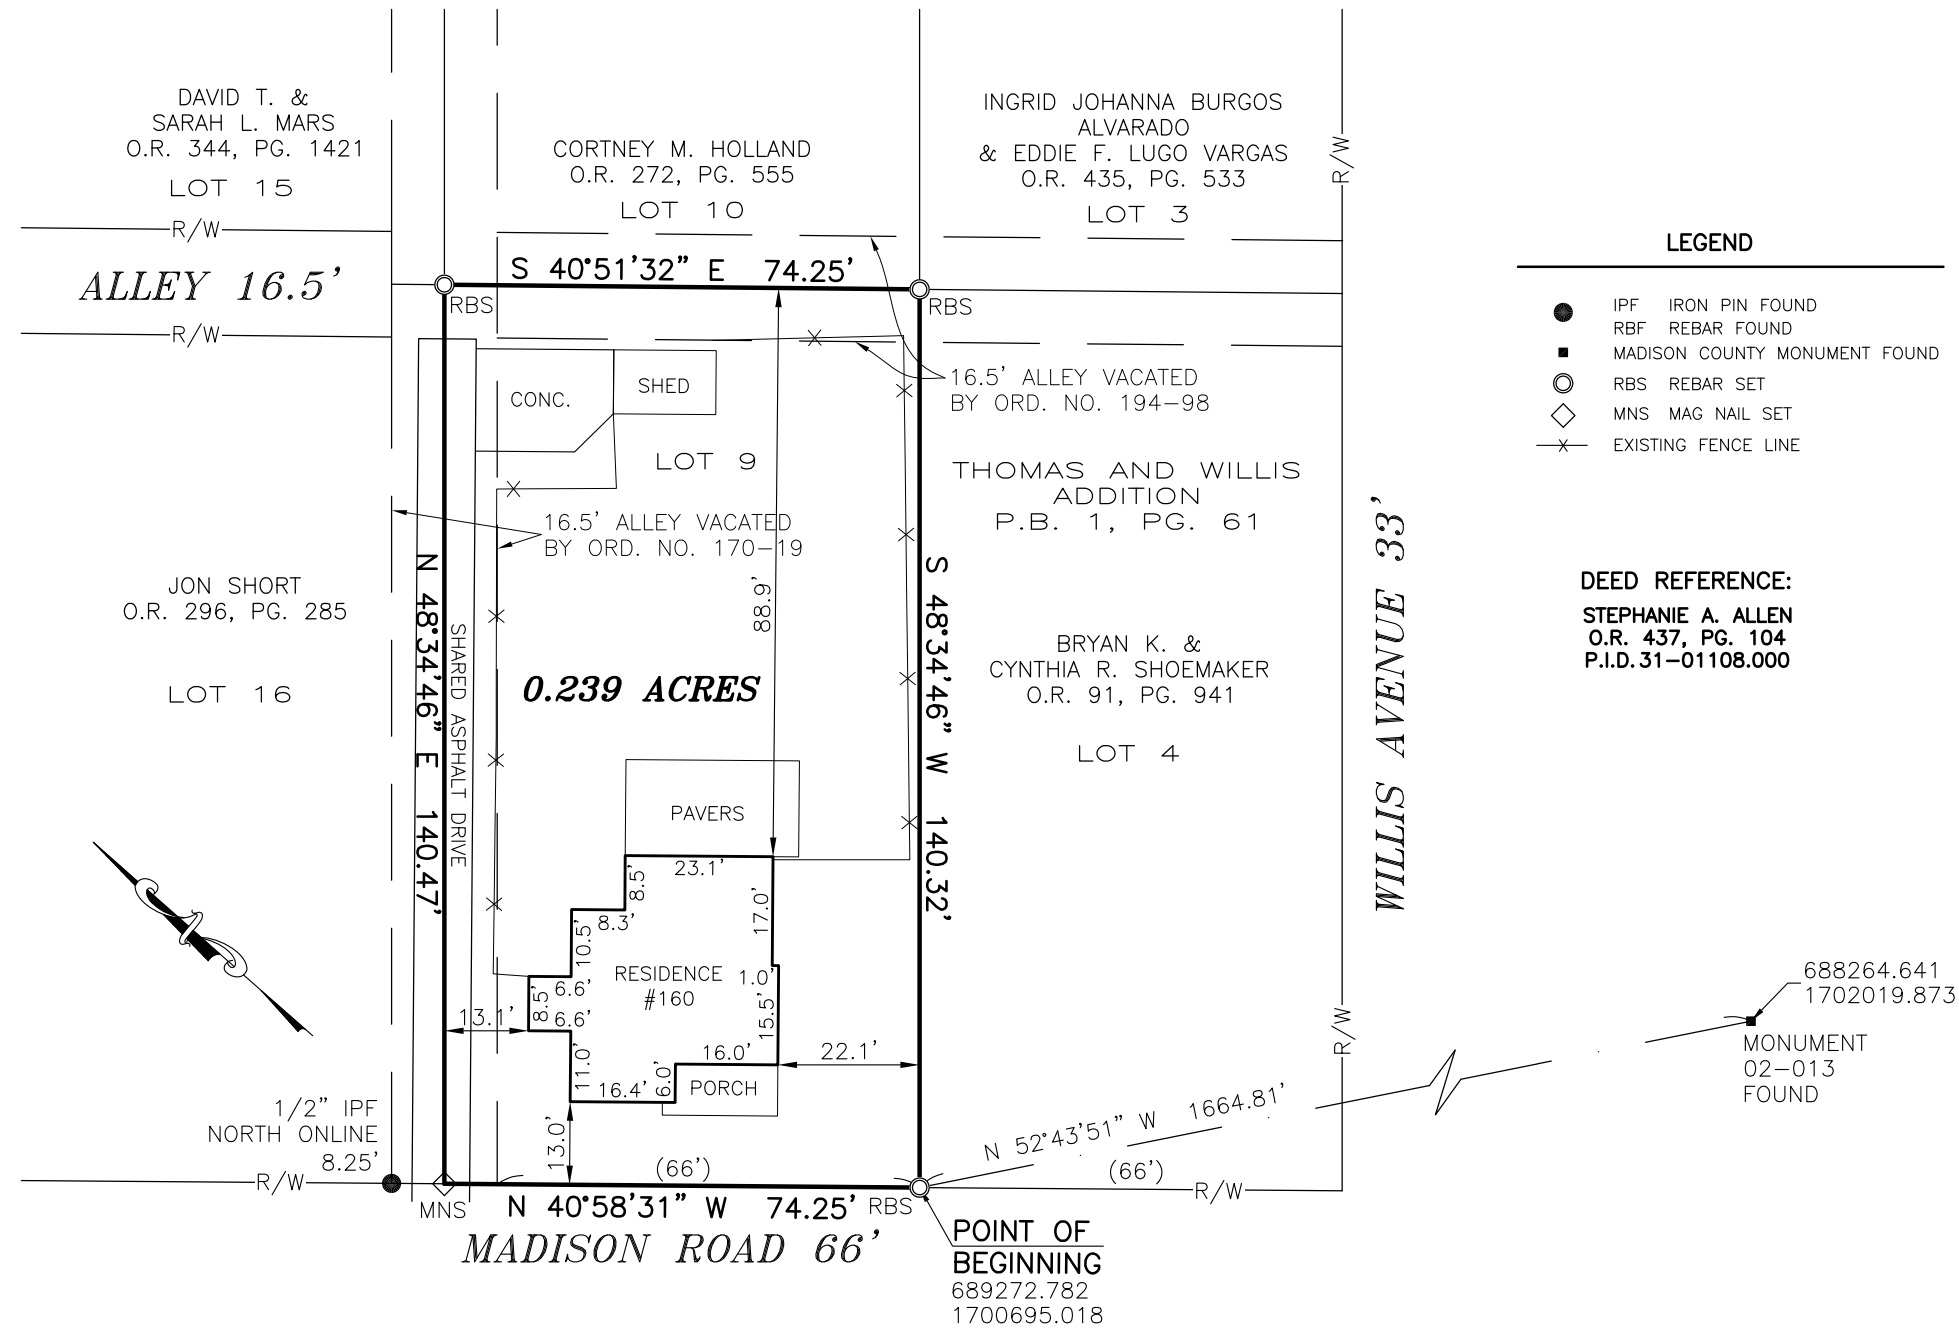 DAVID T. &
SARAH L. MARS
O.R. 344, PG. 1421
LOT 15
CORTNEY M. HOLLAND
O.R. 272, PG. 555
LOT 10
INGRID JOHANNA BURGOS
ALVARADO
& EDDIE F. LUGO VARGAS
O.R. 435, PG. 533
LOT 3
R/W
R/W
ALLEY 16.5'
R/W
S 40°51'32" E 74.25'
RBS
RBS
LEGEND
IPF IRON PIN FOUND
RBF REBAR FOUND
MADISON COUNTY MONUMENT FOUND
RBS REBAR SET
MNS MAG NAIL SET
X EXISTING FENCE LINE
CONC.
SHED
16.5' ALLEY VACATED
BY ORD. NO. 194-98
LOT 9
THOMAS AND WILLIS
ADDITION
P.B. 1, PG. 61
16.5' ALLEY VACATED
BY ORD. NO. 170-19
88.9'
N 48°34'46" E 140.47'
SHARED ASPHALT DRIVE
S 48°34'46" W 140.32'
WILLIS AVENUE 33'
JON SHORT
O.R. 296, PG. 285
LOT 16
0.239 ACRES
BRYAN K. &
CYNTHIA R. SHOEMAKER
O.R. 91, PG. 941
LOT 4
DEED REFERENCE:
STEPHANIE A. ALLEN
O.R. 437, PG. 104
P.I.D. 31-01108.000
PAVERS
23.1'
8.5'
8.3'
17.0'
10.5'
RESIDENCE
#160
1.0'
6.6'
8.5'
6.6'
15.5'
13.1'
11.0'
16.0'
22.1'
16.4'
6.0'
PORCH
13.0'
R/W
688264.641
1702019.873
MONUMENT
02-013
FOUND
N 52°43'51" W 1664.81'
1/2" IPF
NORTH ONLINE
8.25'
R/W
(66')
(66')
R/W
MNS
N 40°58'31" W 74.25'
RBS
MADISON ROAD 66'
POINT OF
BEGINNING
689272.782
1700695.018